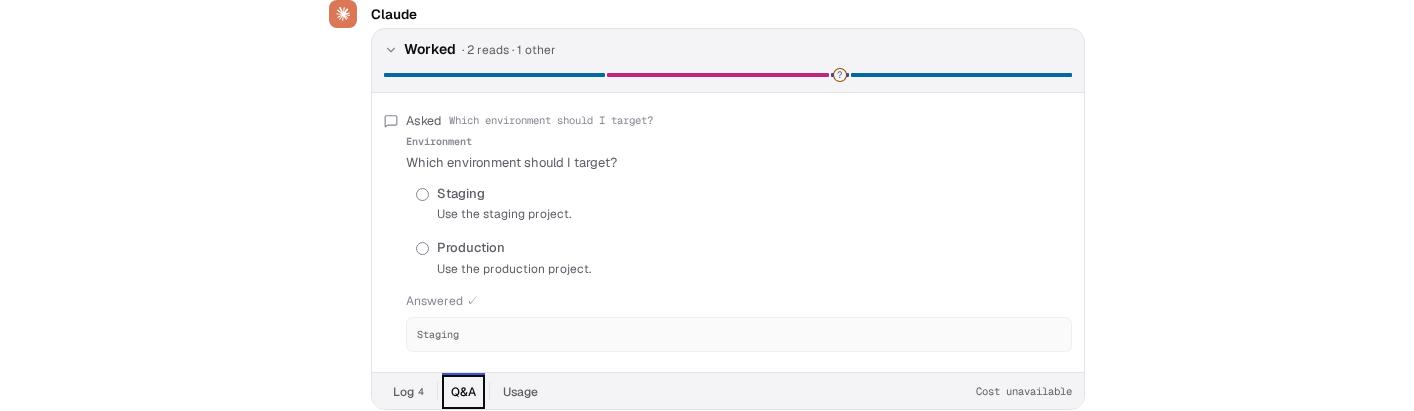 Claude
Worked · 2 reads · 1 other
?
Asked Which environment should I target?
Environment
Which environment should I target?
Staging
Use the staging project.
Production
Use the production project.
Answered ✓
Staging
Log 4 Q&A Usage Cost unavailable